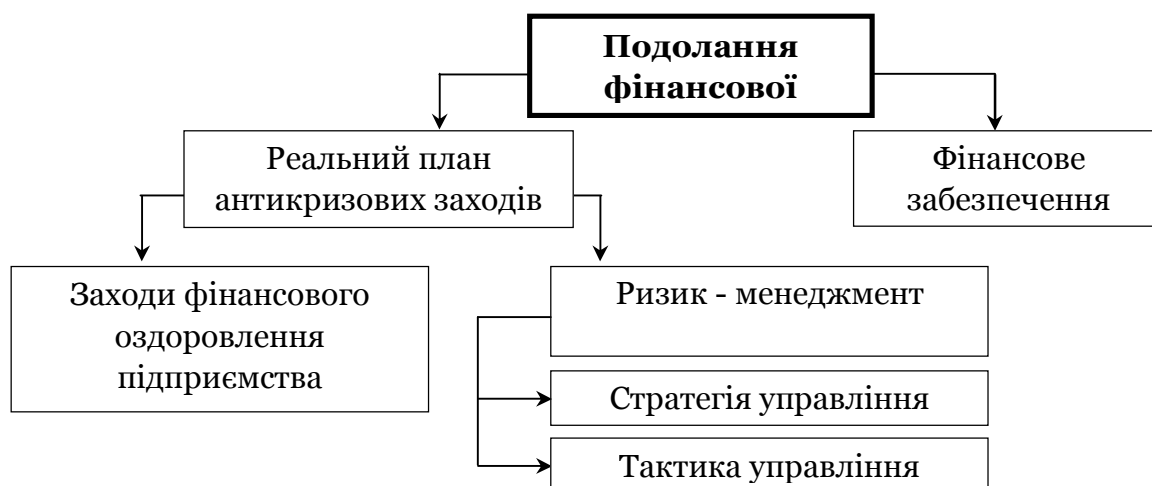 Подолання
фінансової
Реальний план
антикризових заходів
Фінансове
забезпечення
Заходи фінансового
оздоровлення
підприємства
Ризик - менеджмент
Стратегія управління
Тактика управління